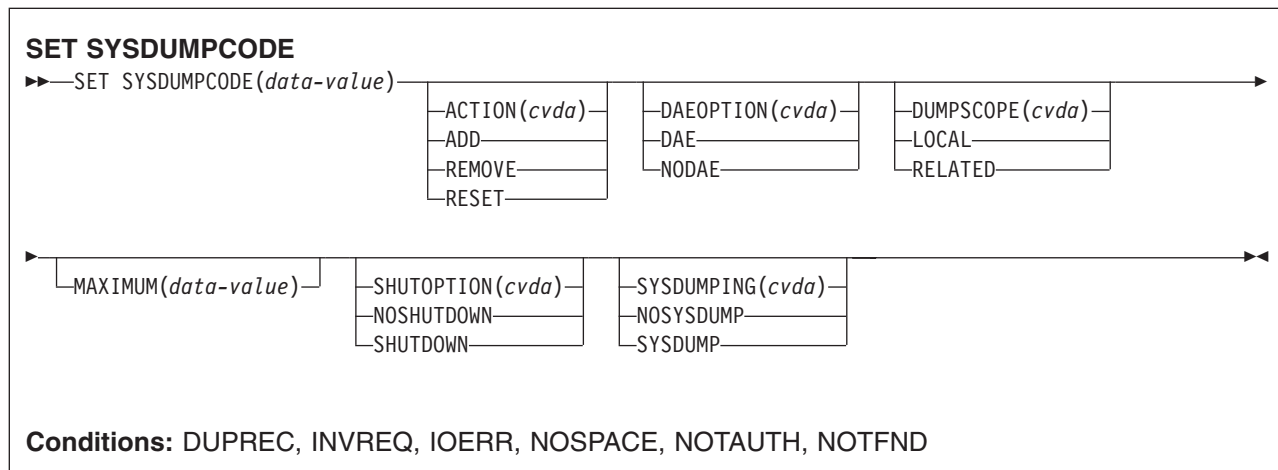 SET SYSDUMPCODE
SET SYSDUMPCODE(data-value)
ACTION(cvda) DAEOPTION(cvda) DUMPSCOPE(cvda)
ADD DAE LOCAL
REMOVE NODAE RELATED
RESET
MAXIMUM(data-value) SHUTOPTION(cvda) SYSDUMPING(cvda)
NOSHUTDOWN NOSYSDUMP
SHUTDOWN SYSDUMP
Conditions: DUPREC, INVREQ, IOERR, NOSPACE, NOTAUTH, NOTFND